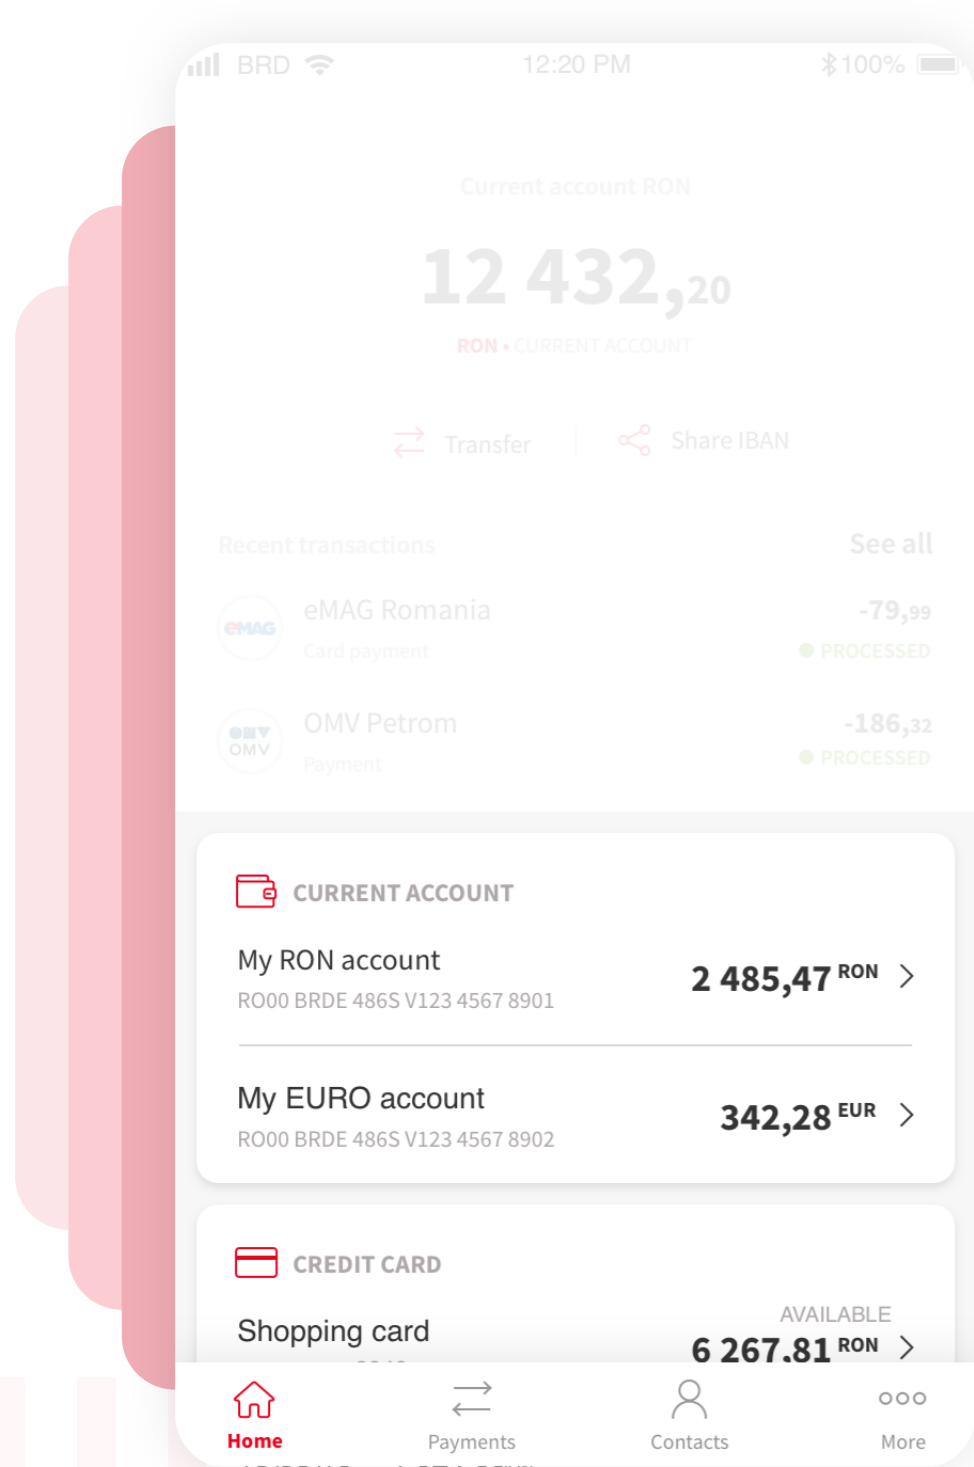 BRD 12:20 PM 100%
Current account RON
12 432,20
RON • CURRENT ACCOUNT
Transfer Share IBAN
Recent transactions See all
eMAG eMAG Romania -79,99
Card payment PROCESSED
OMV Petrom -186,32
OMV
Payment PROCESSED
CURRENT ACCOUNT
My RON account 2 485,47 RON
RO00 BRDE 486S V123 4567 8901
My EURO account 342,28 EUR
RO00 BRDE 486S V123 4567 8902
CREDIT CARD
AVAILABLE
Shopping card 6 267,81 RON
Home Payments Contacts More